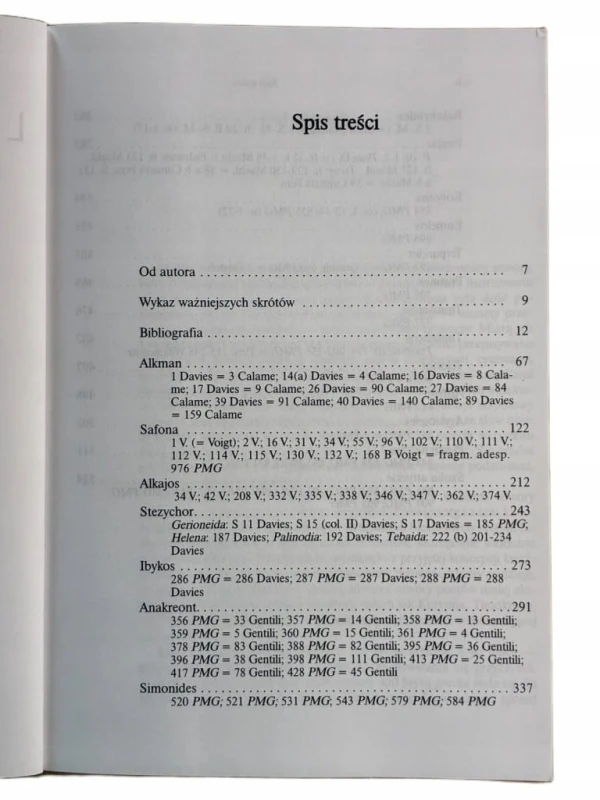 Spis treści
Od autora . . . . . . . . . . . . . . . . . . . . . . . . . . . . . . . . . . . . . . . 7
Wykaz ważniejszych skrótów . . . . . . . . . . . . . . . . . . . . . . . . . . 9
Bibliografia . . . . . . . . . . . . . . . . . . . . . . . . . . . . . . . . . . . . . . 12
Alkman . . . . . . . . . . . . . . . . . . . . . . . . . . . . . . . . . . . . . . . . 67
1 Davies = 3 Calame; 14(a) Davies = 4 Calame; 16 Davies = 8 Cala-
me; 17 Davies = 9 Calame; 26 Davies = 90 Calame; 27 Davies = 84
Calame; 39 Davies = 91 Calame; 40 Davies = 140 Calame; 89 Davies
= 159 Calame
Safona . . . . . . . . . . . . . . . . . . . . . . . . . . . . . . . . . . . . . . . . 122
1 V. (= Voigt); 2 V.; 16 V.; 31 V.; 34 V.; 55 V.; 96 V.; 102 V.; 110 V.; 111 V.;
112 V.; 114 V.; 115 V.; 130 V.; 132 V.; 168 B Voigt = fragm. adesp.
976 PMG
Alkajos . . . . . . . . . . . . . . . . . . . . . . . . . . . . . . . . . . . . . . . . 212
34 V.; 42 V.; 208 V.; 332 V.; 335 V.; 338 V.; 346 V.; 347 V.; 362 V.; 374 V.
Stezychor. . . . . . . . . . . . . . . . . . . . . . . . . . . . . . . . . . . . . . . 243
Gerioneida: S 11 Davies; S 15 (col. II) Davies; S 17 Davies = 185 PMG;
Helena: 187 Davies; Palinodia: 192 Davies; Tebaida: 222 (b) 201-234
Davies
Ibykos . . . . . . . . . . . . . . . . . . . . . . . . . . . . . . . . . . . . . . . . 273
286 PMG = 286 Davies; 287 PMG = 287 Davies; 288 PMG = 288
Davies
Anakreont. . . . . . . . . . . . . . . . . . . . . . . . . . . . . . . . . . . . . . 291
356 PMG = 33 Gentili; 357 PMG = 14 Gentili; 358 PMG = 13 Gentili;
359 PMG = 5 Gentili; 360 PMG = 15 Gentili; 361 PMG = 4 Gentili;
378 PMG = 83 Gentili; 388 PMG = 82 Gentili; 395 PMG = 36 Gentili;
396 PMG = 38 Gentili; 398 PMG = 111 Gentili; 413 PMG = 25 Gentili;
417 PMG = 78 Gentili; 428 PMG = 45 Gentili
Simonides . . . . . . . . . . . . . . . . . . . . . . . . . . . . . . . . . . . . . . 337
520 PMG; 521 PMG; 531 PMG; 543 PMG; 579 PMG; 584 PMG